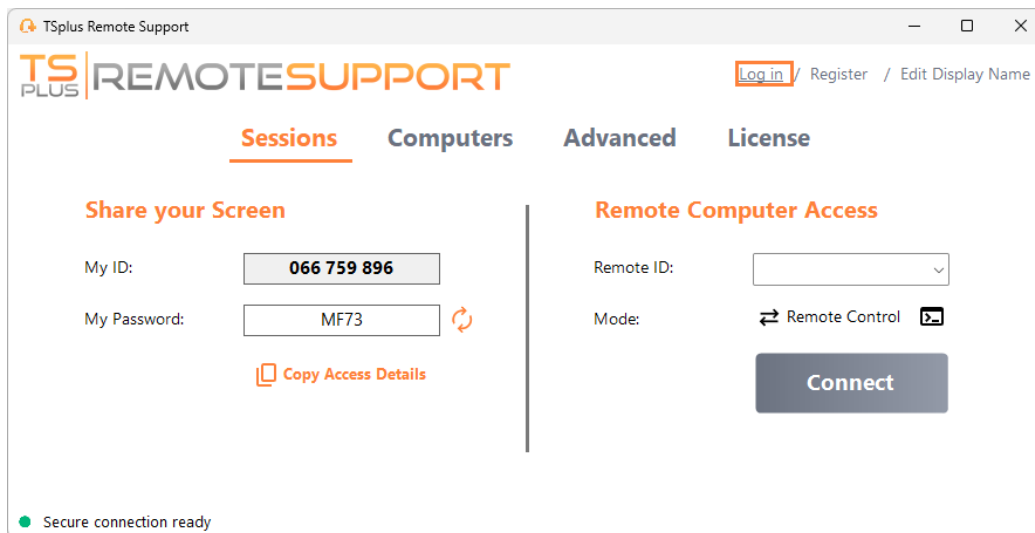 TSplus Remote Support
TS PLUS REMOTESUPPORT
Log in / Register / Edit Display Name
Sessions Computers Advanced License
Share your Screen
My ID: 066 759 896
My Password: MF73
Copy Access Details
Remote Computer Access
Remote ID:
Mode: Remote Control
Connect
Secure connection ready